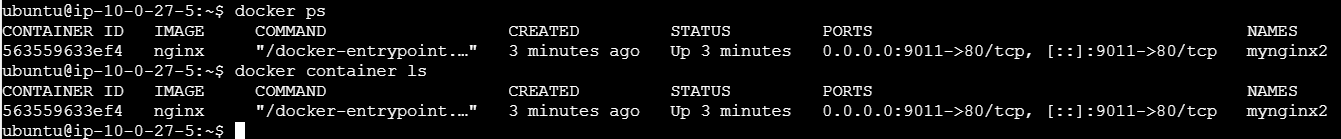 ubuntu@ip-10-0-27-5:~$ docker ps
CONTAINER ID   IMAGE     COMMAND                  CREATED         STATUS         PORTS                                     NAMES
563559633ef4   nginx     "/docker-entrypoint.…"   3 minutes ago   Up 3 minutes   0.0.0.0:9011->80/tcp, [::]:9011->80/tcp   mynginx2
ubuntu@ip-10-0-27-5:~$ docker container ls
CONTAINER ID   IMAGE     COMMAND                  CREATED         STATUS         PORTS                                     NAMES
563559633ef4   nginx     "/docker-entrypoint.…"   3 minutes ago   Up 3 minutes   0.0.0.0:9011->80/tcp, [::]:9011->80/tcp   mynginx2
ubuntu@ip-10-0-27-5:~$